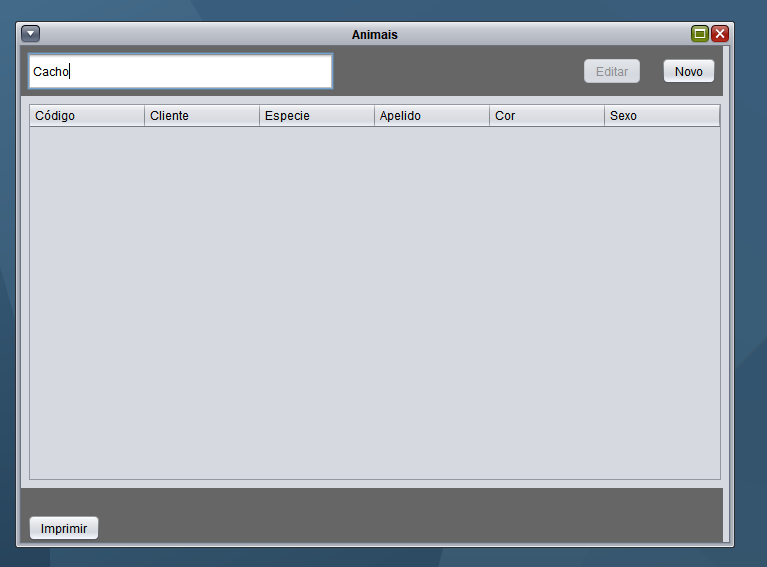 Animais
Cacho
Editar
Novo
Código Cliente Especie Apelido Cor Sexo
Imprimir